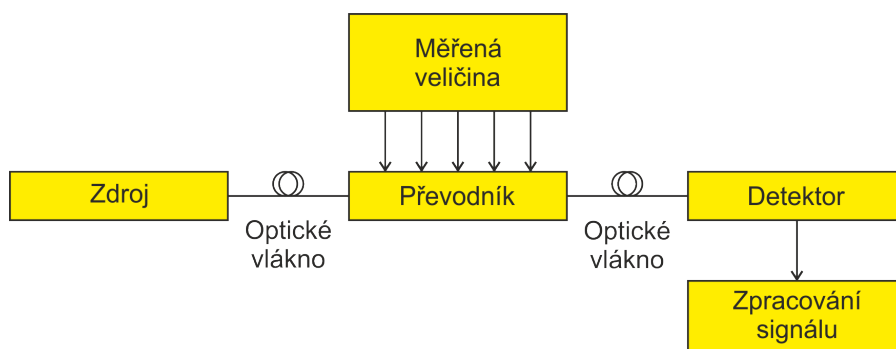 Měřená
veličina
Zdroj
Převodník
Detektor
Optické
vlákno
Optické
vlákno
Zpracování
signálu